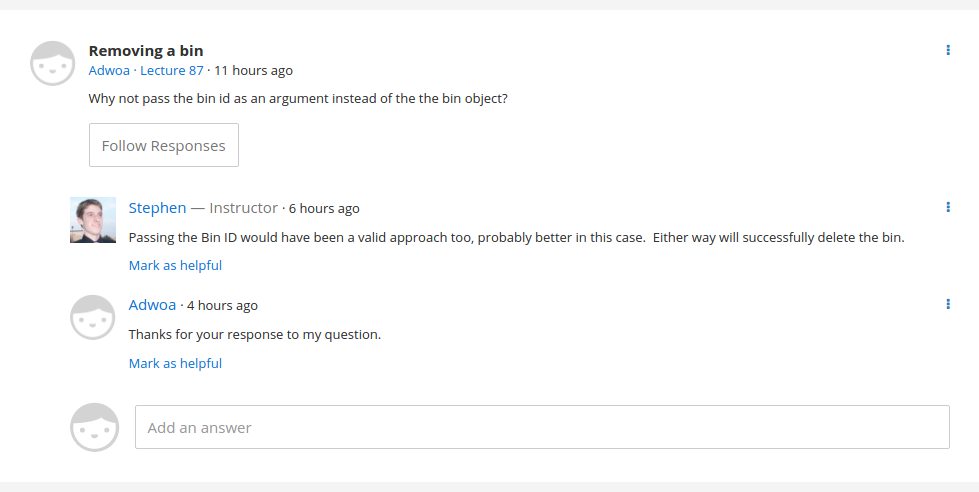 Removing a bin
Adwoa · Lecture 87 · 11 hours ago
Why not pass the bin id as an argument instead of the the bin object?
Follow Responses
Stephen — Instructor · 6 hours ago
Passing the Bin ID would have been a valid approach too, probably better in this case.  Either way will successfully delete the bin.
Mark as helpful
Adwoa · 4 hours ago
Thanks for your response to my question.
Mark as helpful
Add an answer